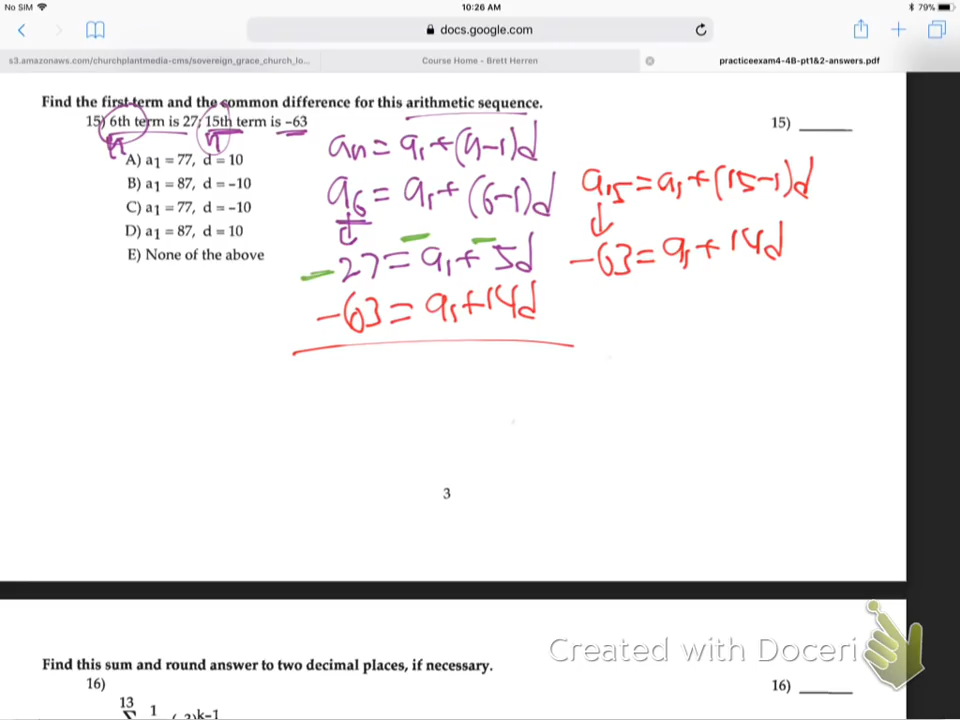 No SIM 10:26 AM 79%
docs.google.com
s3.amazonaws.com/churchplantmedia-cms/sovereign_grace_church_lo... Course Home - Brett Herren practiceexam4-4B-pt1&2-answers.pdf
Find the first term and the common difference for this arithmetic sequence.
15) 6th term is 27; 15th term is -63 15) ______
n n
an = a1 + (n-1)d
A) a1 = 77, d = 10
B) a1 = 87, d = -10
C) a1 = 77, d = -10
D) a1 = 87, d = 10
E) None of the above
a6 = a1 + (6-1)d a15 = a1 + (15-1)d
- 27 = a1 + 5d -63 = a1 + 14d
- -
-63 = a1 + 14d
3
Created with Doceri
Find this sum and round answer to two decimal places, if necessary.
16) 16) ______
13
Σ 1 (-2)k-1